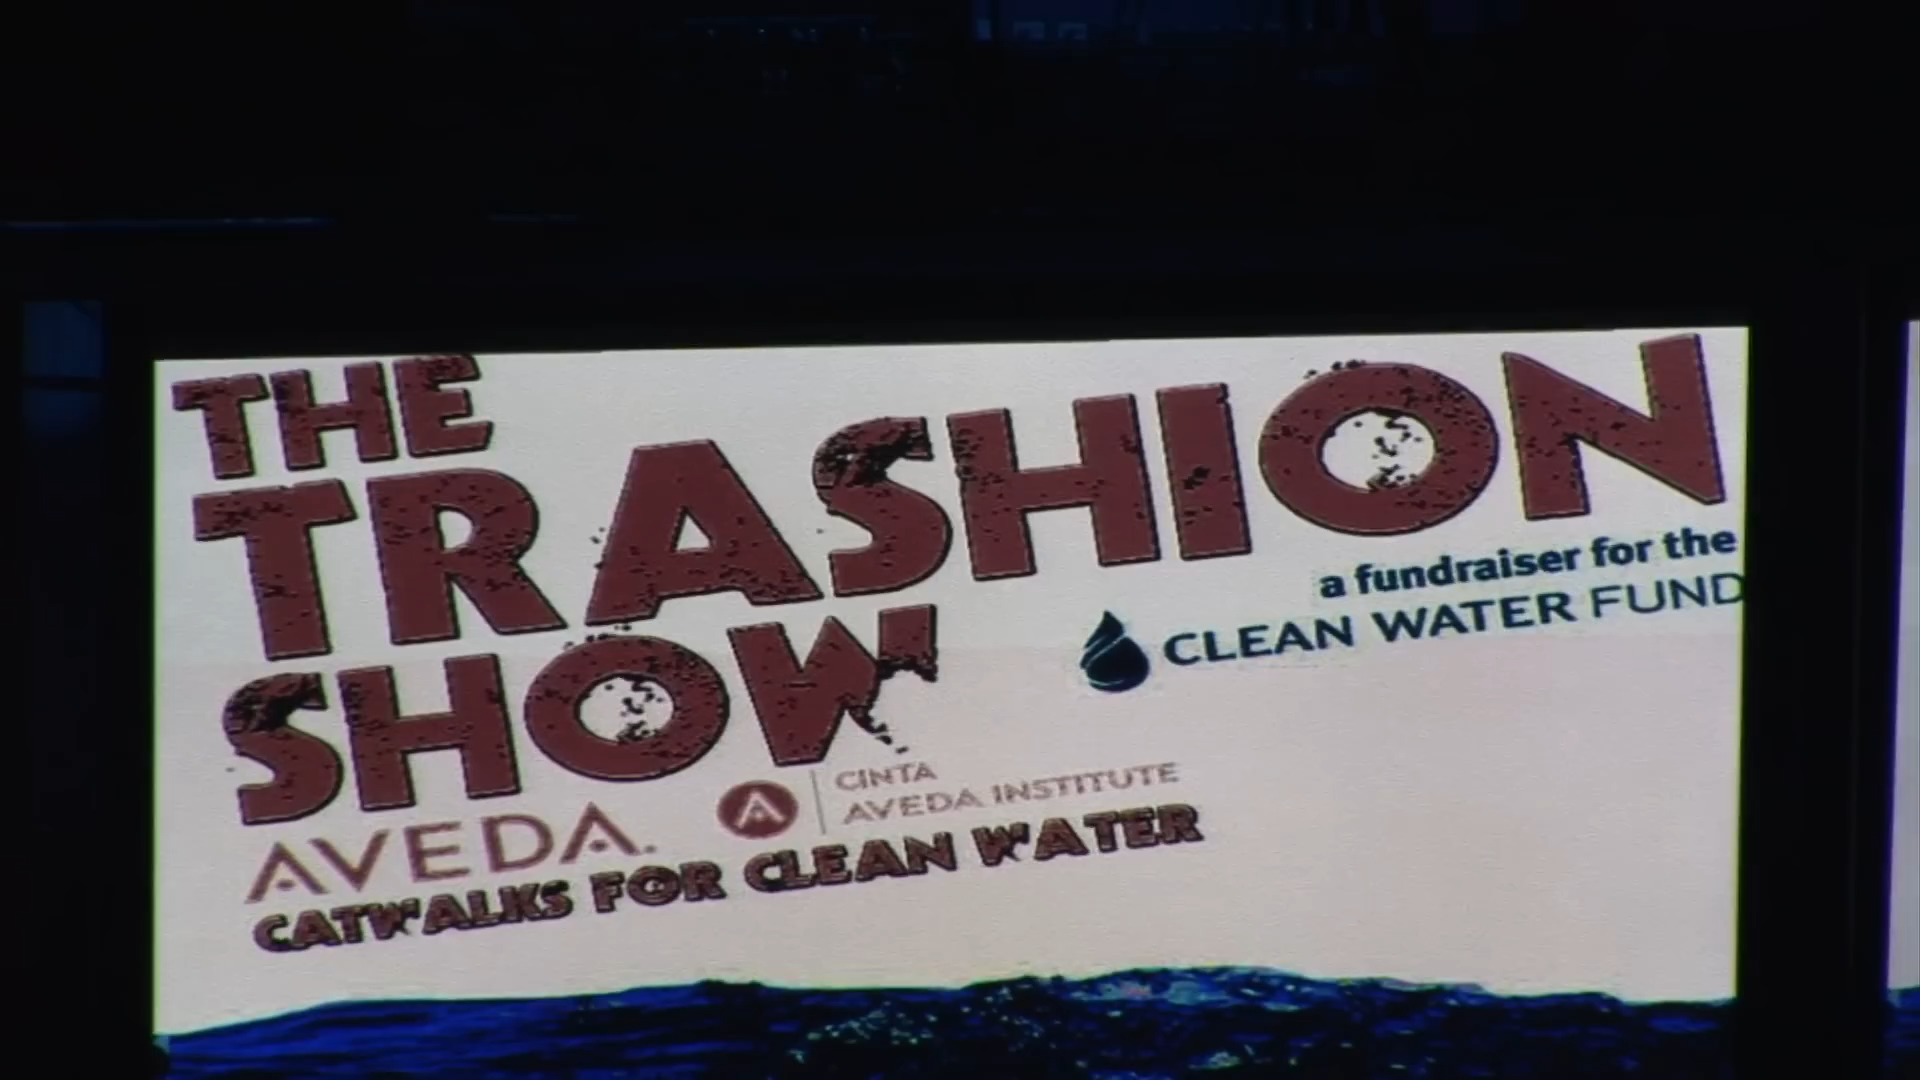 THE
TRASHION
SHOW
a fundraiser for the
CLEAN WATER FUND
AVEDA.
CINTA
AVEDA INSTITUTE
CATWALKS FOR CLEAN WATER